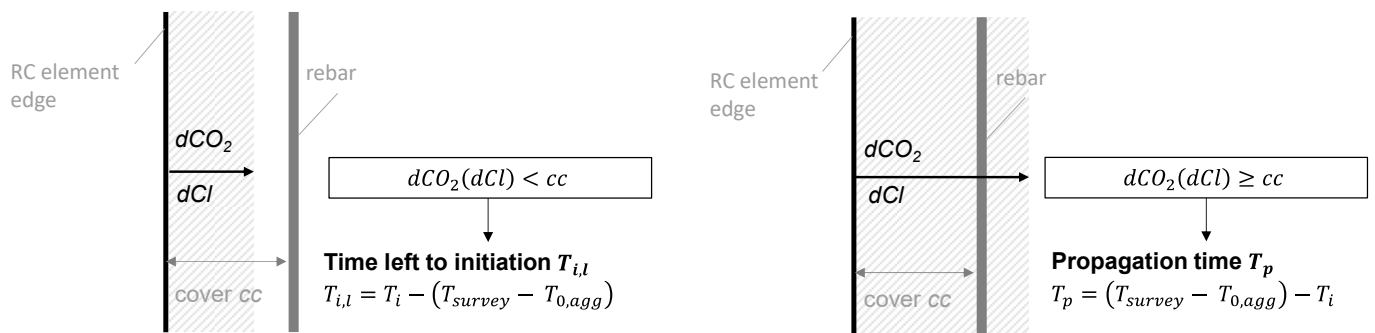 RC element
edge
rebar
dCO₂
dCl
dCO₂(dCl) < cc
cover cc
Time left to initiation Tᵢ,ₗ
Tᵢ,ₗ = Tᵢ − (T_survey − T₀,agg)
RC element
edge
rebar
dCO₂
dCl
dCO₂(dCl) ≥ cc
cover cc
Propagation time Tₚ
Tₚ = (T_survey − T₀,agg) − Tᵢ